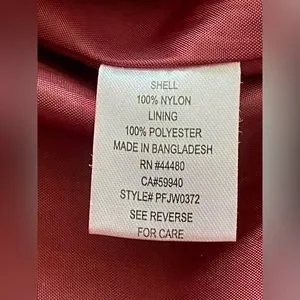 SHELL
100% NYLON
LINING
100% POLYESTER
MADE IN BANGLADESH
RN #44480
CA#59940
STYLE# PFJW0372
SEE REVERSE
FOR CARE